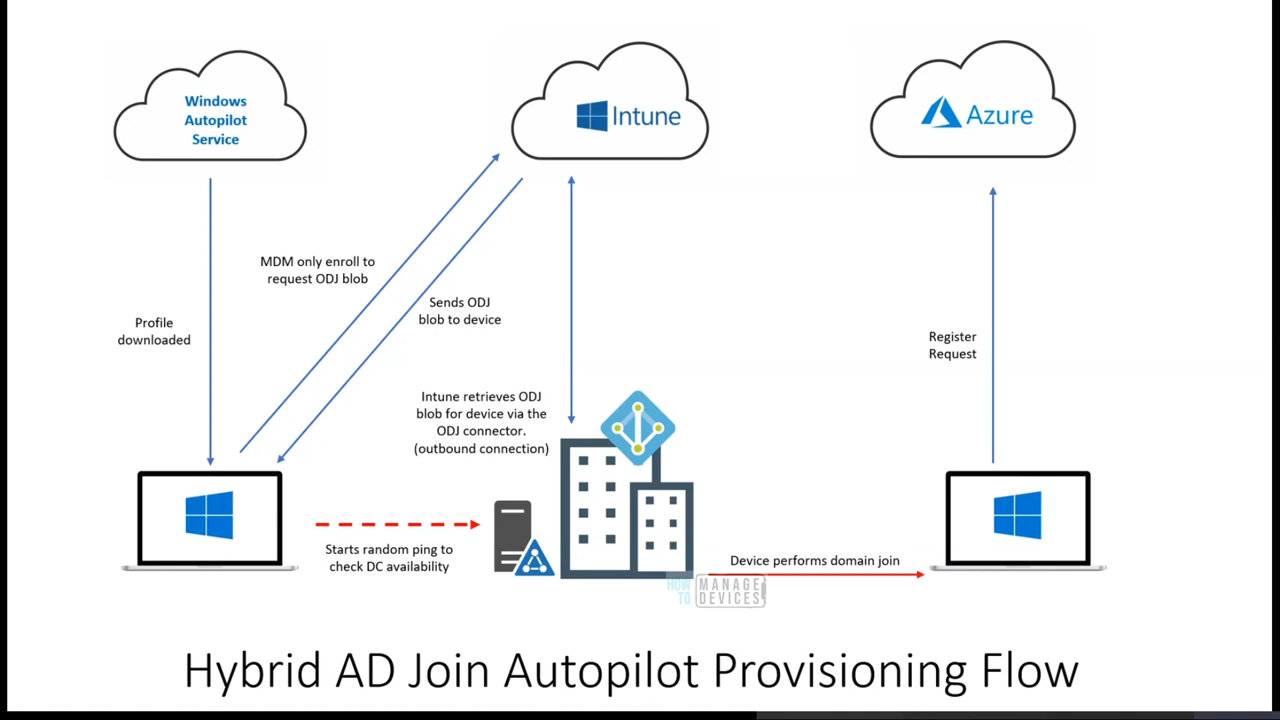 Windows
Autopilot
Service
Intune
Azure
MDM only enroll to
request ODJ blob
Sends ODJ
blob to device
Profile
downloaded
Register
Request
Intune retrieves ODJ
blob for device via the
ODJ connector.
(outbound connection)
Starts random ping to
check DC availability
Device performs domain join
HOW
TO
MANAGE
DEVICES
Hybrid AD Join Autopilot Provisioning Flow